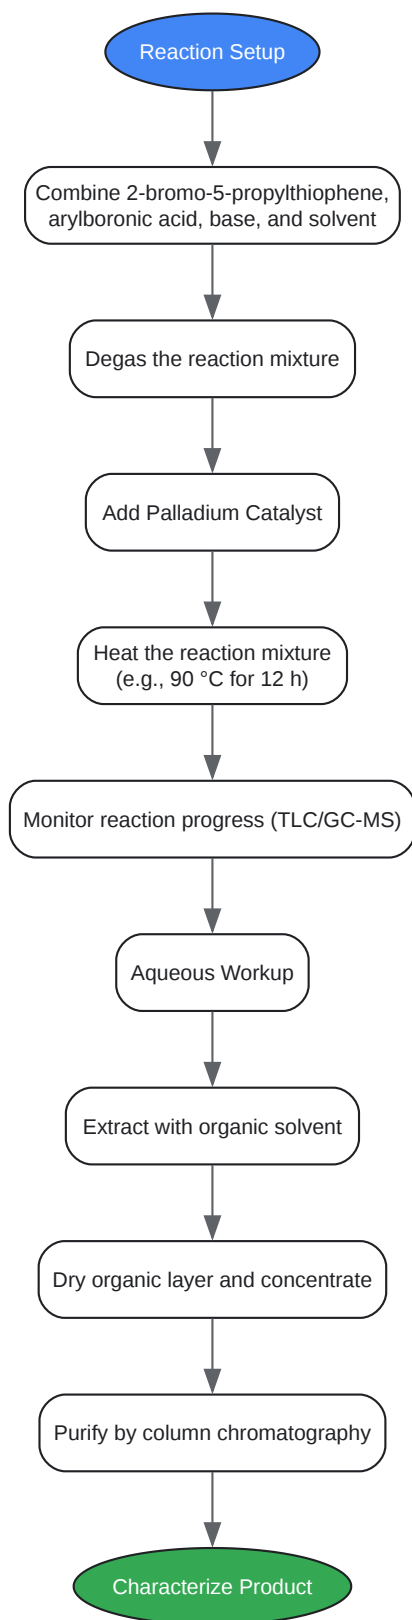 Reaction Setup
Combine 2-bromo-5-propylthiophene,
arylboronic acid, base, and solvent
Degas the reaction mixture
Add Palladium Catalyst
Heat the reaction mixture
(e.g., 90 °C for 12 h)
Monitor reaction progress (TLC/GC-MS)
Aqueous Workup
Extract with organic solvent
Dry organic layer and concentrate
Purify by column chromatography
Characterize Product